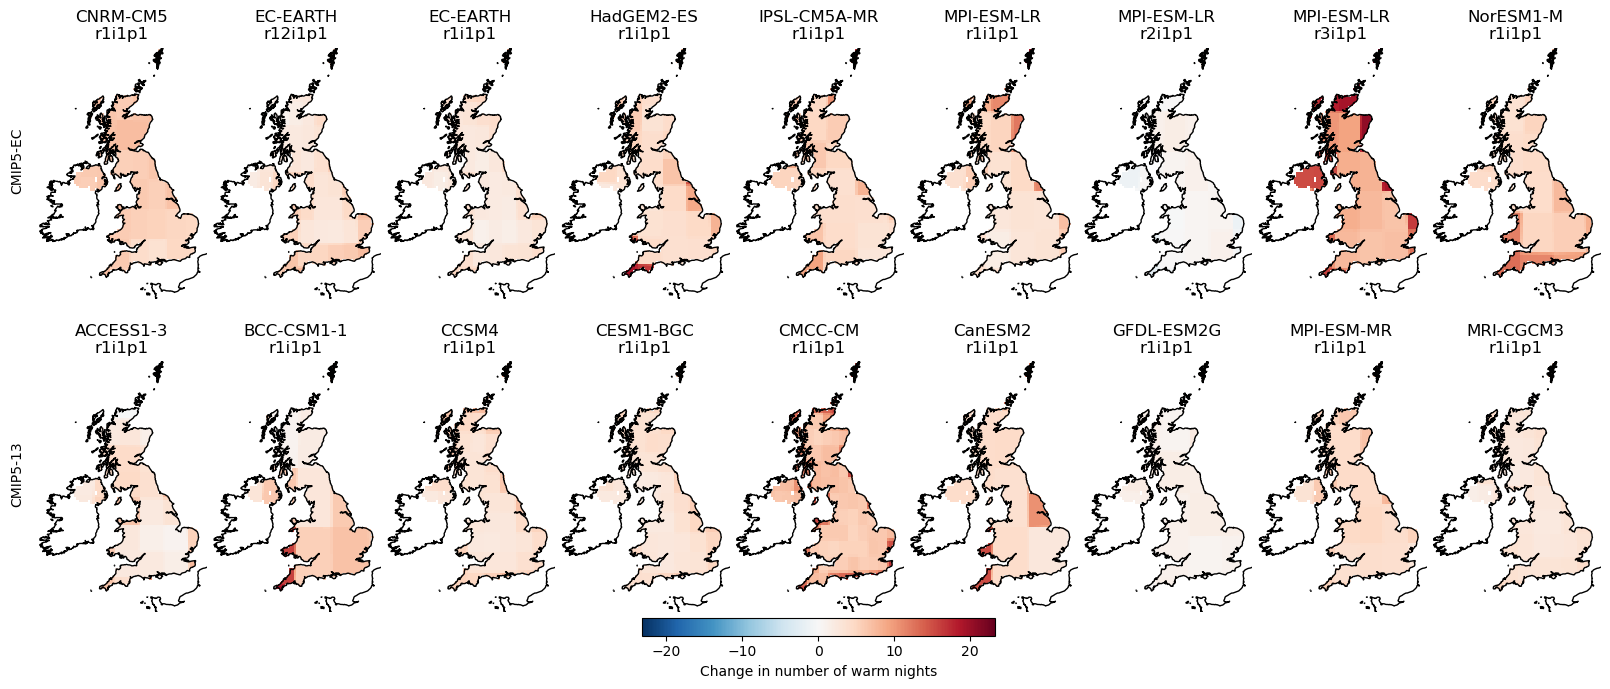 CNRM-CM5 EC-EARTH EC-EARTH HadGEM2-ES IPSL-CM5A-MR MPI-ESM-LR MPI-ESM-LR MPI-ESM-LR NorESM1-M
r1i1p1 r12i1p1 r1i1p1 r1i1p1 r1i1p1 r1i1p1 r2i1p1 r3i1p1 r1i1p1
CMIP5-EC
ACCESS1-3 BCC-CSM1-1 CCSM4 CESM1-BGC CMCC-CM CanESM2 GFDL-ESM2G MPI-ESM-MR MRI-CGCM3
r1i1p1 r1i1p1 r1i1p1 r1i1p1 r1i1p1 r1i1p1 r1i1p1 r1i1p1 r1i1p1
CMIP5-13
−20 −10 0 10 20
Change in number of warm nights